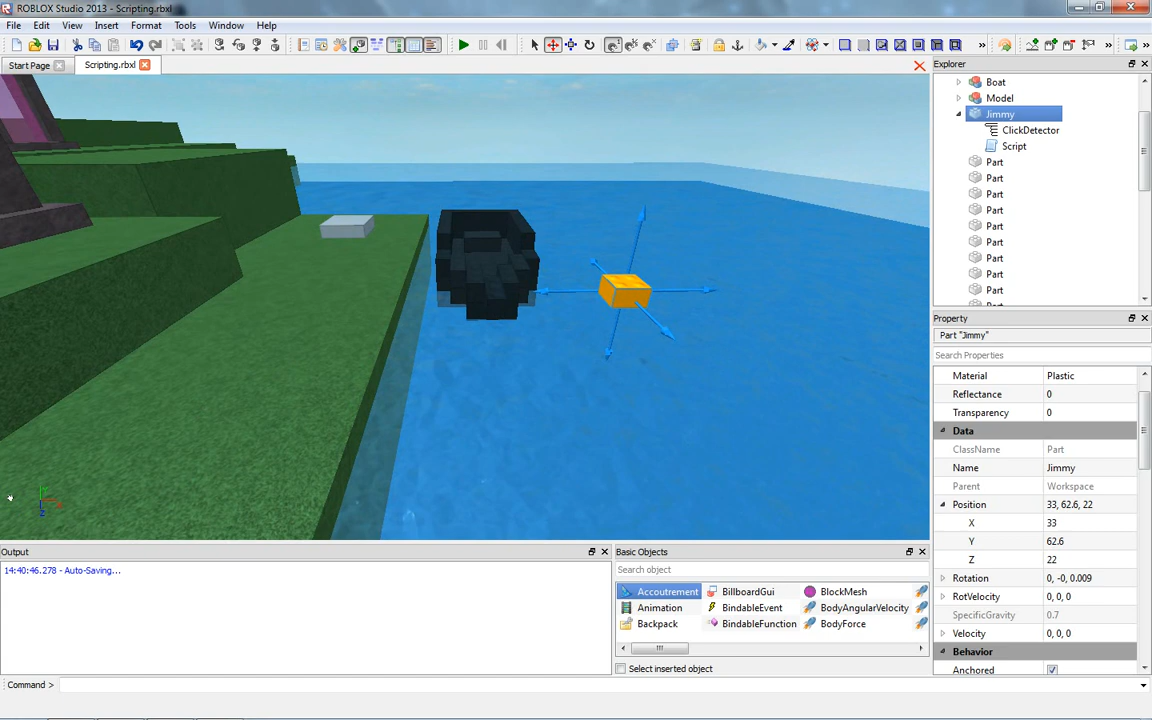 ROBLOX Studio 2013 - Scripting.rbxl
File Edit View Insert Format Tools Window Help
Start Page Scripting.rbxl
Explorer
Boat
Model
Jimmy
ClickDetector
Script
Part
Part
Part
Part
Part
Part
Part
Part
Part
Property
Part "Jimmy"
Search Properties
Material Plastic
Reflectance 0
Transparency 0
Data
ClassName Part
Name Jimmy
Parent Workspace
Position 33, 62.6, 22
X 33
Y 62.6
Z 22
Rotation 0, -0, 0.009
RotVelocity 0, 0, 0
SpecificGravity 0.7
Velocity 0, 0, 0
Behavior
Anchored
Output
14:40:46.278 - Auto-Saving...
Basic Objects
Search object
Accoutrement BillboardGui BlockMesh
Animation BindableEvent BodyAngularVelocity
Backpack BindableFunction BodyForce
Select inserted object
Command >